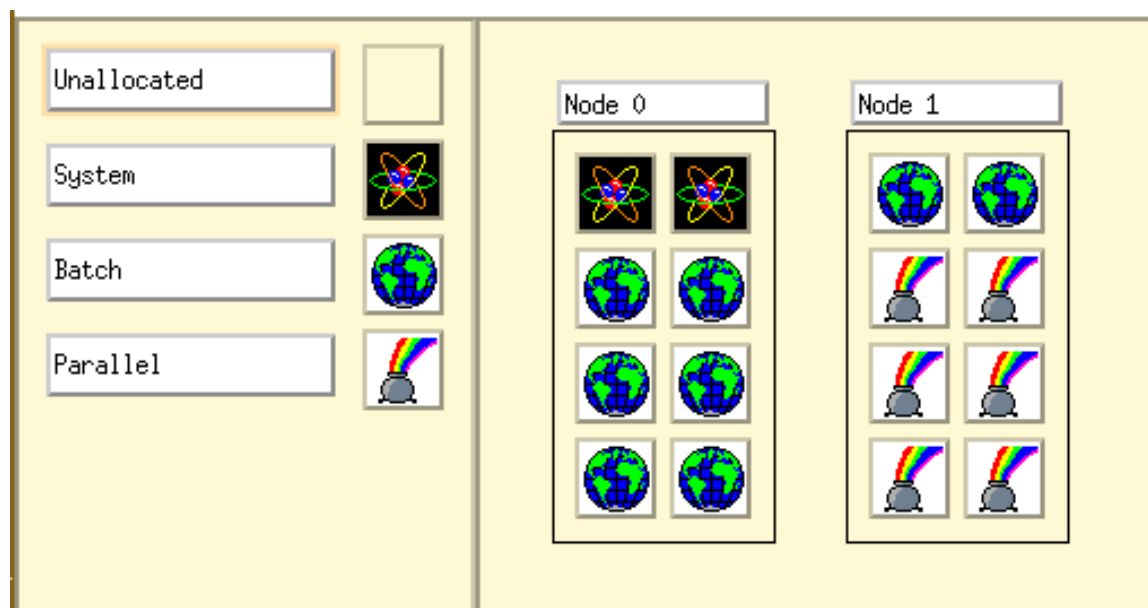 Unallocated
System
Batch
Parallel
Node 0
Node 1